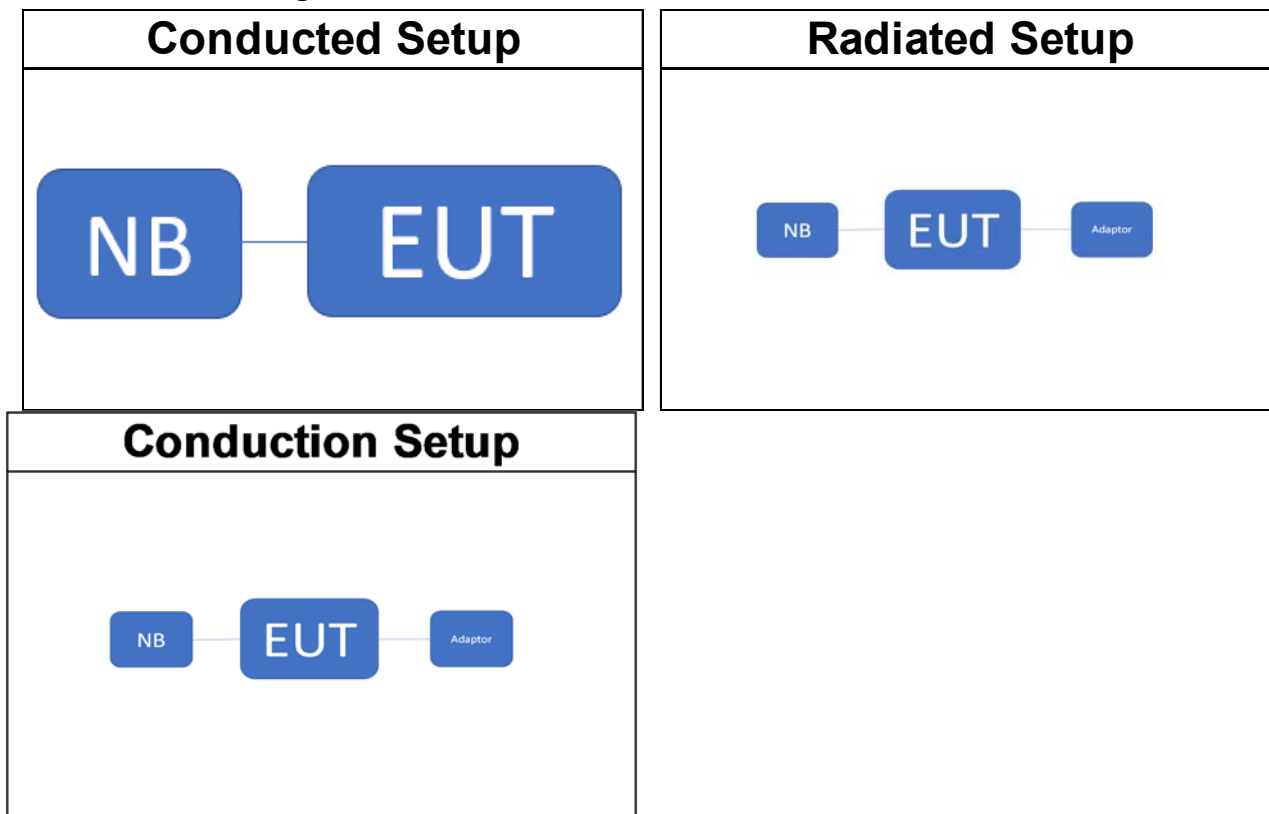 Conducted Setup
NB
EUT
Radiated Setup
NB
EUT
Adaptor
Conduction Setup
NB
EUT
Adaptor